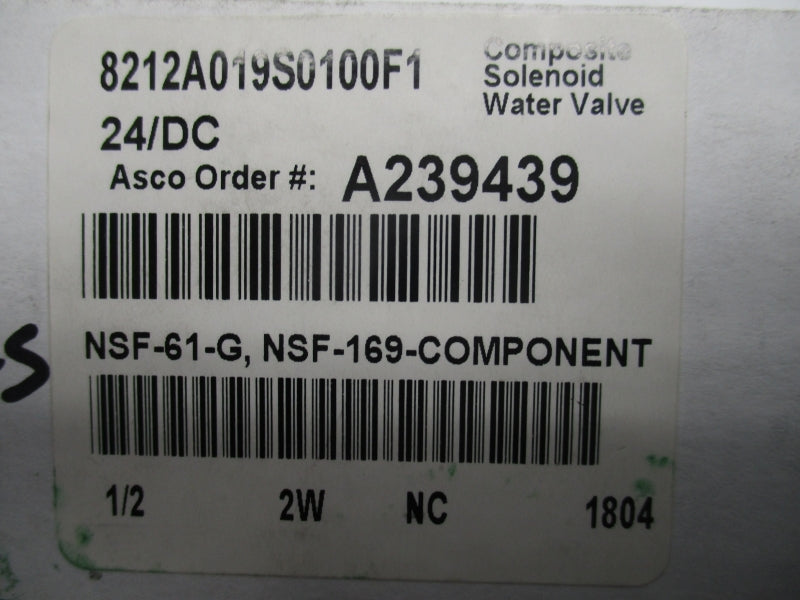 8212A019S0100F1
Composite
Solenoid
Water Valve
24/DC
Asco Order #: A239439
NSF-61-G, NSF-169-COMPONENT
1/2 2W NC 1804